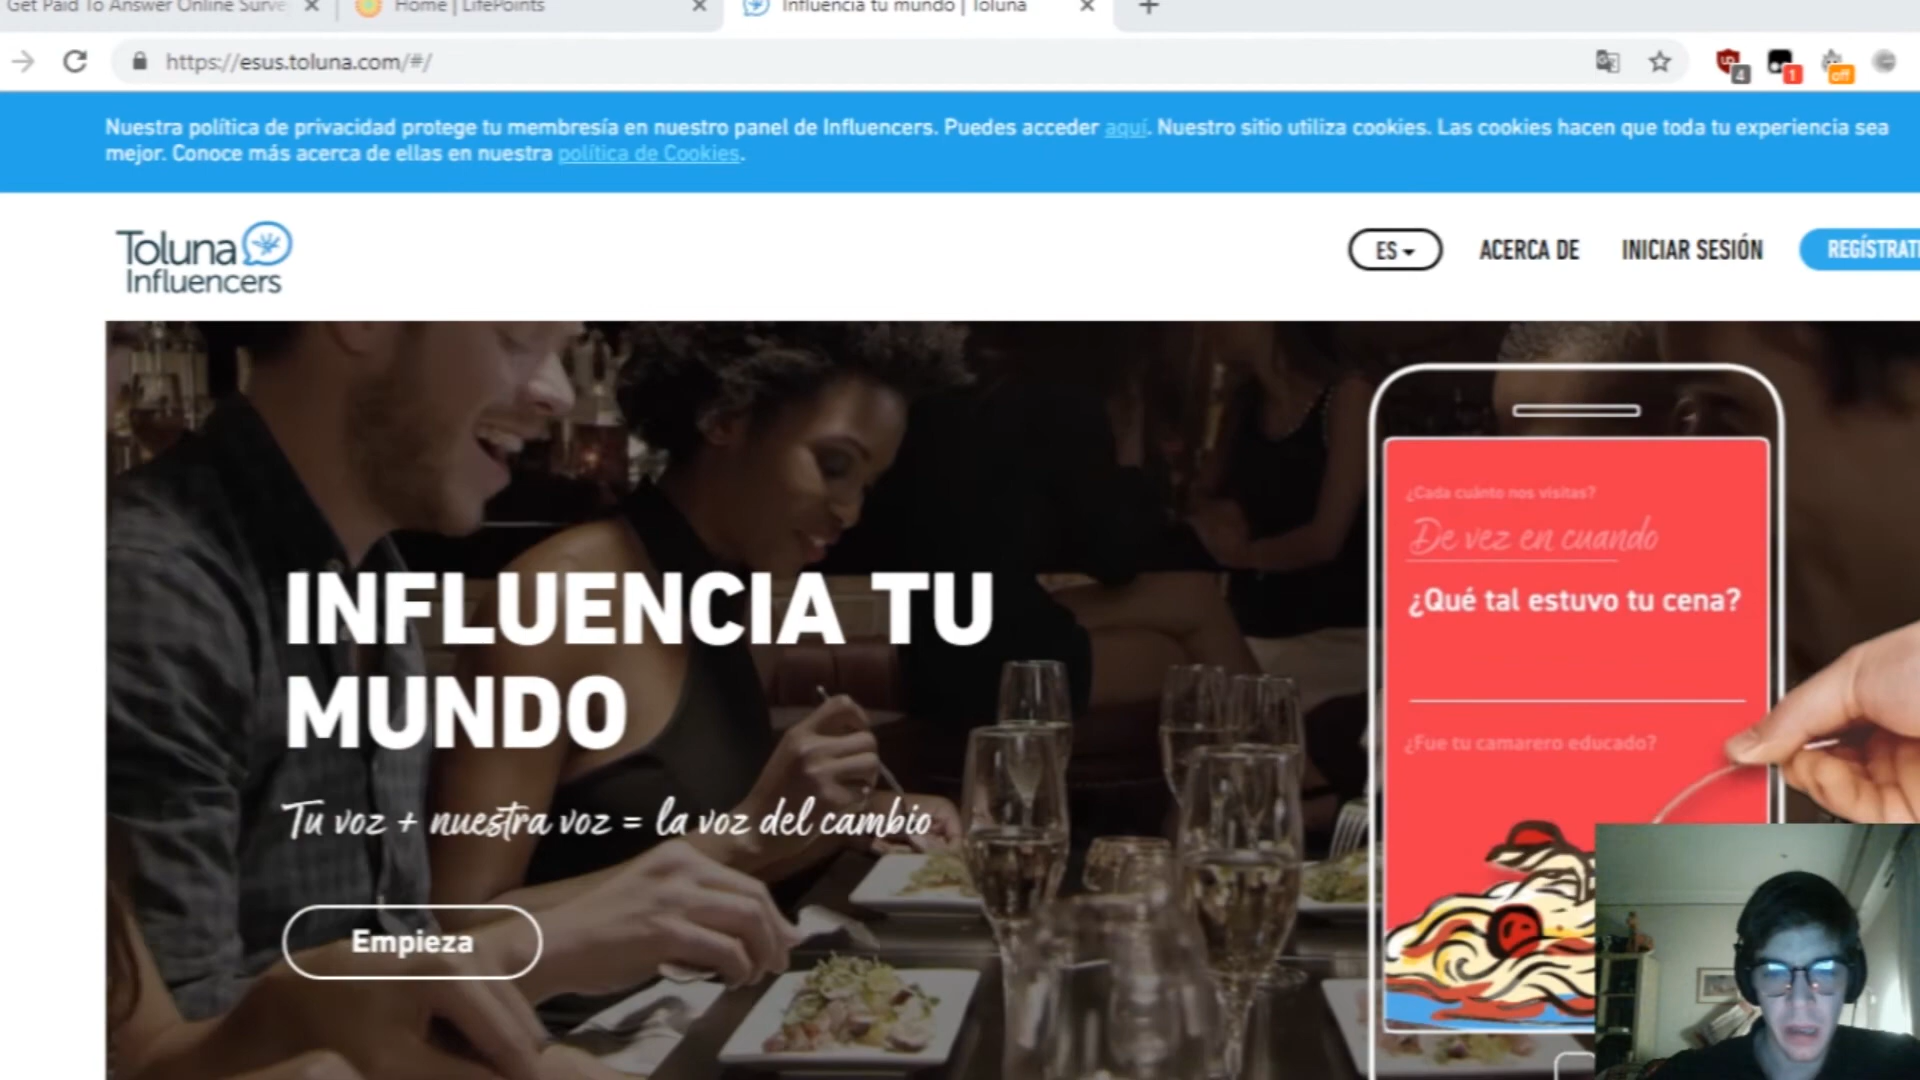 Get Paid To Answer Online Surve
Home | LifePoints
Influencia tu mundo | Toluna
https://esus.toluna.com/#/
4
1
off
Nuestra política de privacidad protege tu membresía en nuestro panel de Influencers. Puedes acceder aquí. Nuestro sitio utiliza cookies. Las cookies hacen que toda tu experiencia sea
mejor. Conoce más acerca de ellas en nuestra política de Cookies.
Toluna
Influencers
ES
ACERCA DE
INICIAR SESIÓN
REGÍSTRAT
¿Cada cuánto nos visitas?
De vez en cuando
¿Qué tal estuvo tu cena?
¿Fue tu camarero educado?
INFLUENCIA TU
MUNDO
Tu voz + nuestra voz = la voz del cambio
Empieza